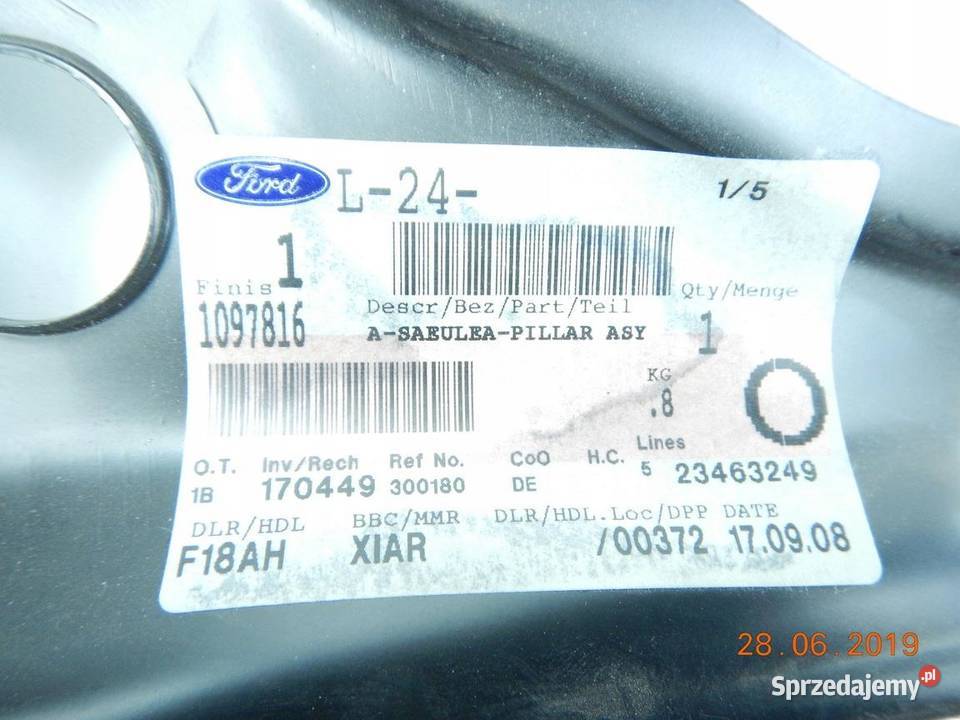 Ford L-24- 1/5
1
Finis Descr/Bez/Part/Teil Qty/Menge
1097816 A-SAEULEA-PILLAR ASY 1
KG
.8
O.T. Inv/Rech Ref No. CoO H.C. Lines
1B 170449 300180 DE 5 23463249
DLR/HDL BBC/MMR DLR/HDL.Loc/DPP DATE
F18AH XIAR /00372 17.09.08
28.06.2019
Sprzedajemy.pl